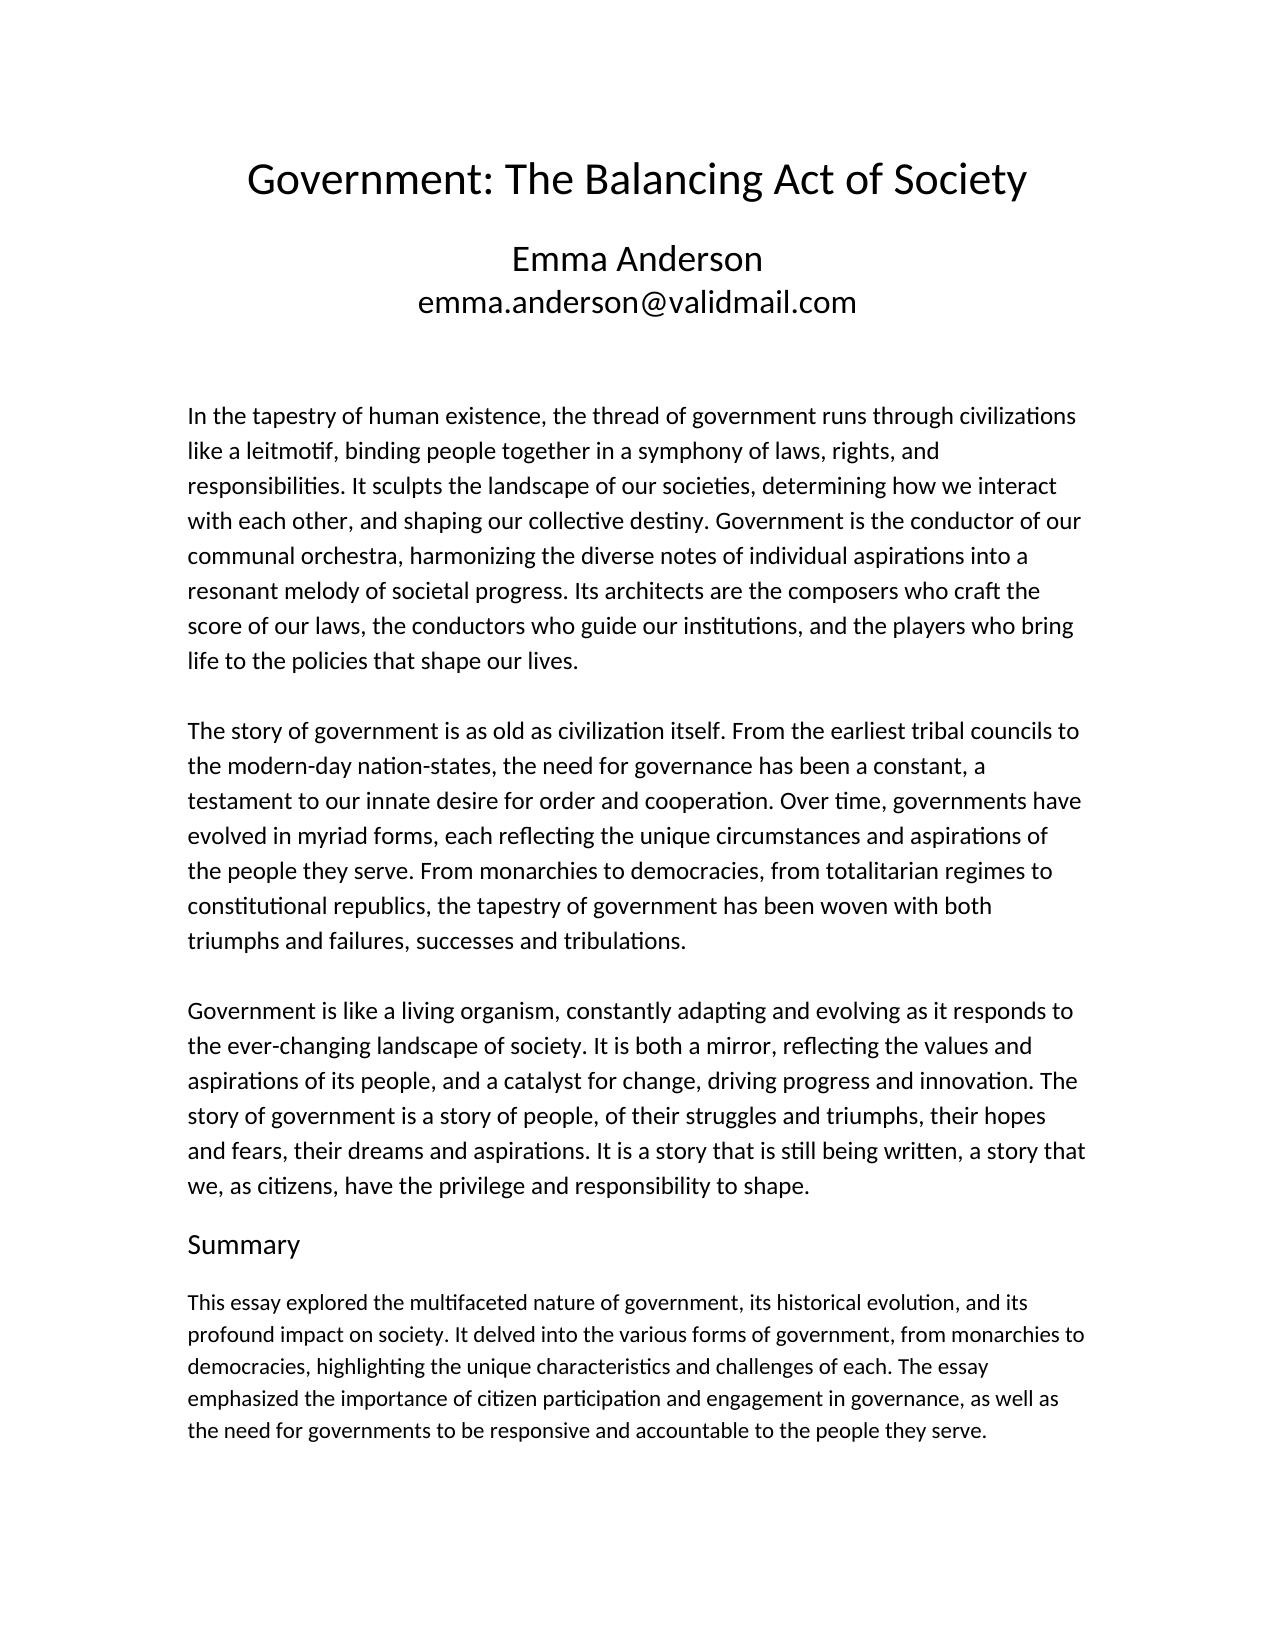 Government: The Balancing Act of Society
Emma Anderson
emma.anderson@validmail.com
In the tapestry of human existence, the thread of government runs through civilizations
like a leitmotif, binding people together in a symphony of laws, rights, and
responsibilities. It sculpts the landscape of our societies, determining how we interact
with each other, and shaping our collective destiny. Government is the conductor of our
communal orchestra, harmonizing the diverse notes of individual aspirations into a
resonant melody of societal progress. Its architects are the composers who craft the
score of our laws, the conductors who guide our institutions, and the players who bring
life to the policies that shape our lives.
The story of government is as old as civilization itself. From the earliest tribal councils to
the modern-day nation-states, the need for governance has been a constant, a
testament to our innate desire for order and cooperation. Over time, governments have
evolved in myriad forms, each reflecting the unique circumstances and aspirations of
the people they serve. From monarchies to democracies, from totalitarian regimes to
constitutional republics, the tapestry of government has been woven with both
triumphs and failures, successes and tribulations.
Government is like a living organism, constantly adapting and evolving as it responds to
the ever-changing landscape of society. It is both a mirror, reflecting the values and
aspirations of its people, and a catalyst for change, driving progress and innovation. The
story of government is a story of people, of their struggles and triumphs, their hopes
and fears, their dreams and aspirations. It is a story that is still being written, a story that
we, as citizens, have the privilege and responsibility to shape.
Summary
This essay explored the multifaceted nature of government, its historical evolution, and its
profound impact on society. It delved into the various forms of government, from monarchies to
democracies, highlighting the unique characteristics and challenges of each. The essay
emphasized the importance of citizen participation and engagement in governance, as well as
the need for governments to be responsive and accountable to the people they serve.